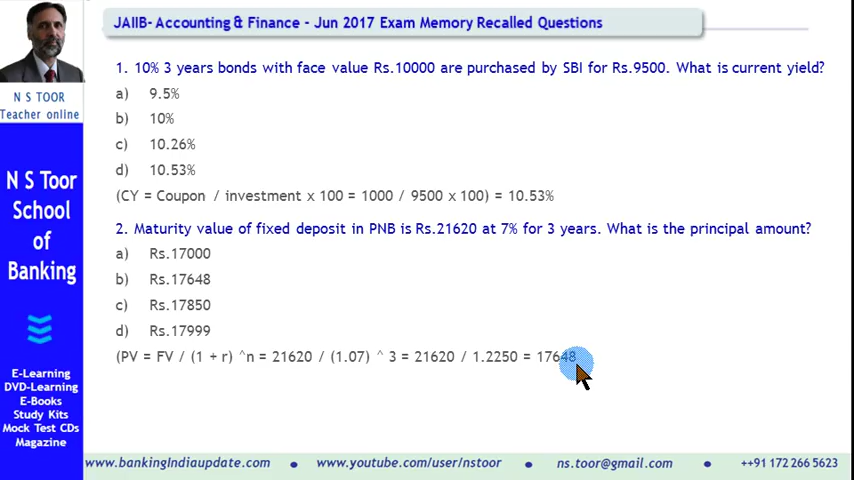 JAIIB- Accounting & Finance - Jun 2017 Exam Memory Recalled Questions
N S TOOR
Teacher online
N S Toor
School
of
Banking
E-Learning
DVD-Learning
E-Books
Study Kits
Mock Test CDs
Magazine
1. 10% 3 years bonds with face value Rs.10000 are purchased by SBI for Rs.9500. What is current yield?
a) 9.5%
b) 10%
c) 10.26%
d) 10.53%
(CY = Coupon / investment x 100 = 1000 / 9500 x 100) = 10.53%
2. Maturity value of fixed deposit in PNB is Rs.21620 at 7% for 3 years. What is the principal amount?
a) Rs.17000
b) Rs.17648
c) Rs.17850
d) Rs.17999
(PV = FV / (1 + r) ^n = 21620 / (1.07) ^ 3 = 21620 / 1.2250 = 17648
www.bankingIndiaupdate.com ● www.youtube.com/user/nstoor ● ns.toor@gmail.com ● ++91 172 266 5623